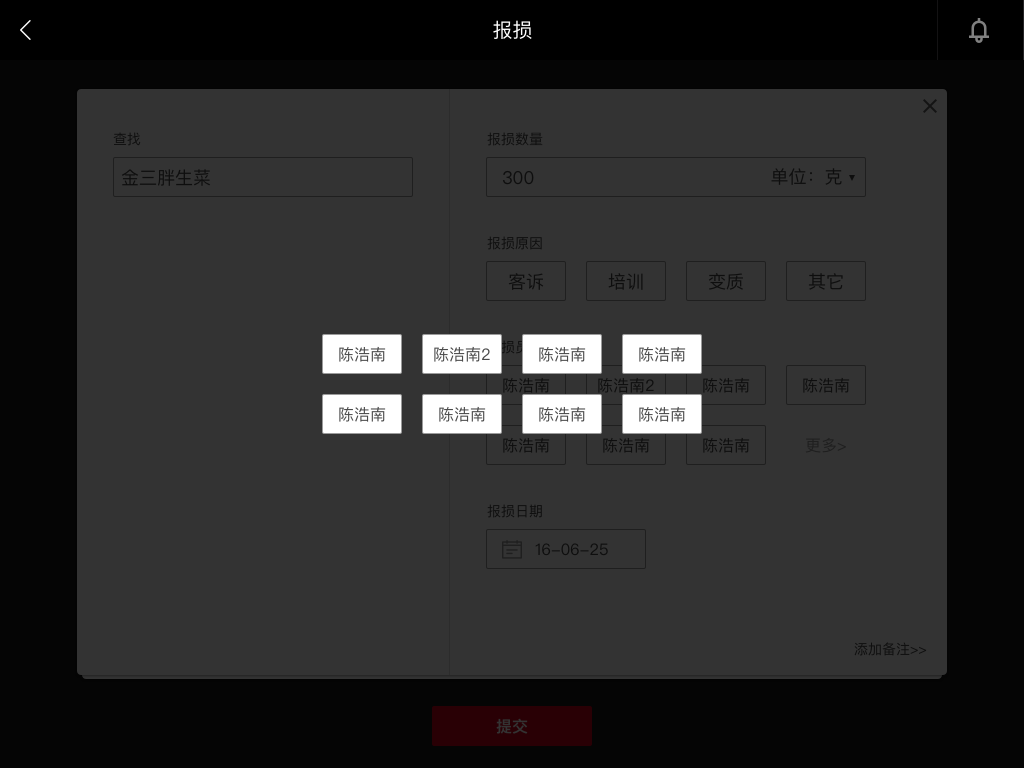 报损
查找
金三胖生菜
报损数量
300 单位：克
报损原因
客诉 培训 变质 其它
陈浩南 陈浩南2 陈浩南 陈浩南
损员
陈浩南 陈浩南2 陈浩南 陈浩南
陈浩南 陈浩南 陈浩南 陈浩南
陈浩南 陈浩南 陈浩南 更多>
报损日期
16-06-25
添加备注>>
提交